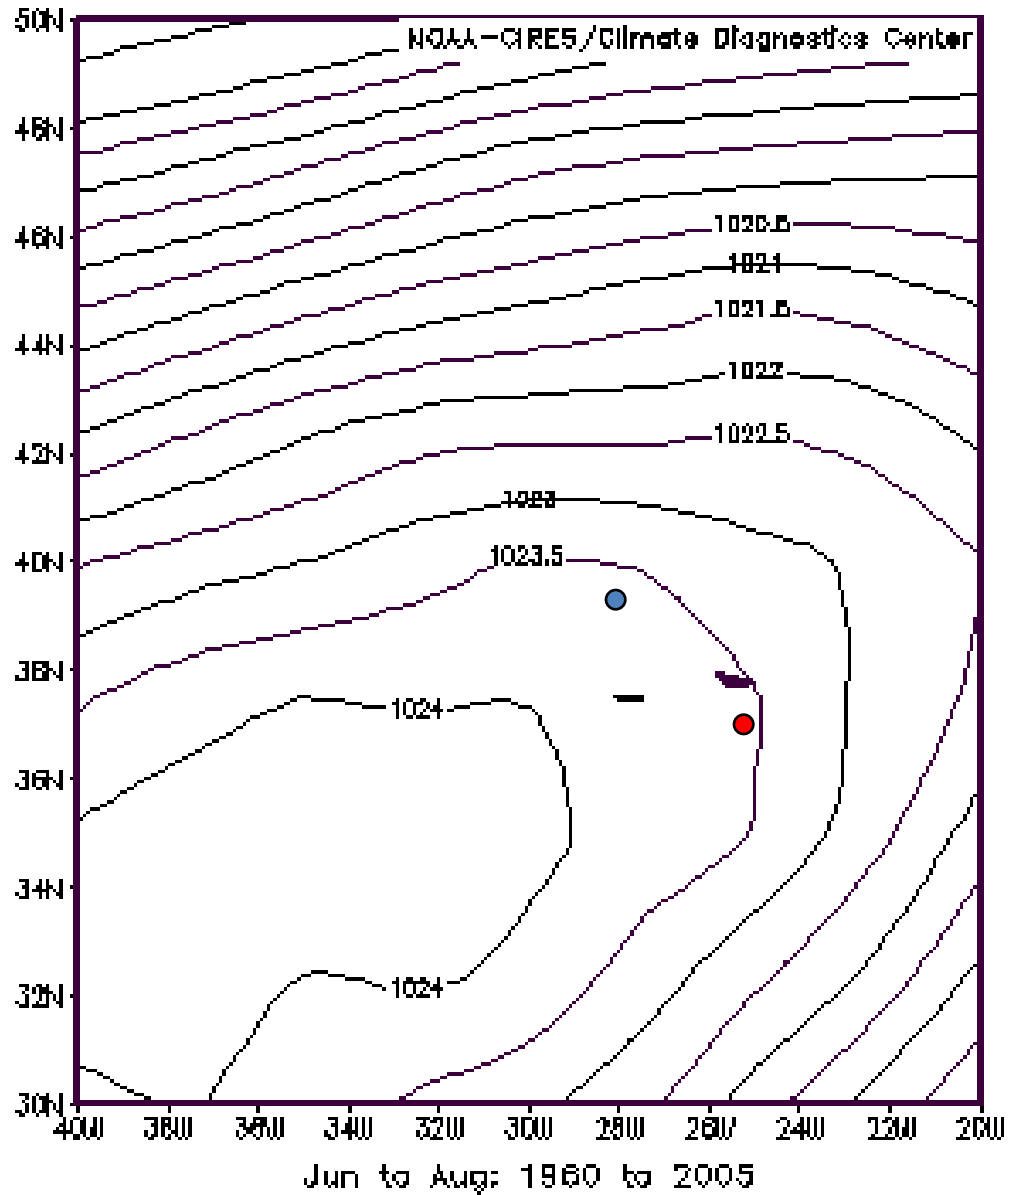 50N
NOAA-CIRES/Climate Diagnostics Center
48N
46N
1020.5
1021
1021.5
44N
1022
1022.5
42N
1023
1023.5
40N
38N
1024
36N
34N
1024
32N
30N
40W 38W 36W 34W 32W 30W 28W 26W 24W 22W 20W
Jun to Aug: 1960 to 2005